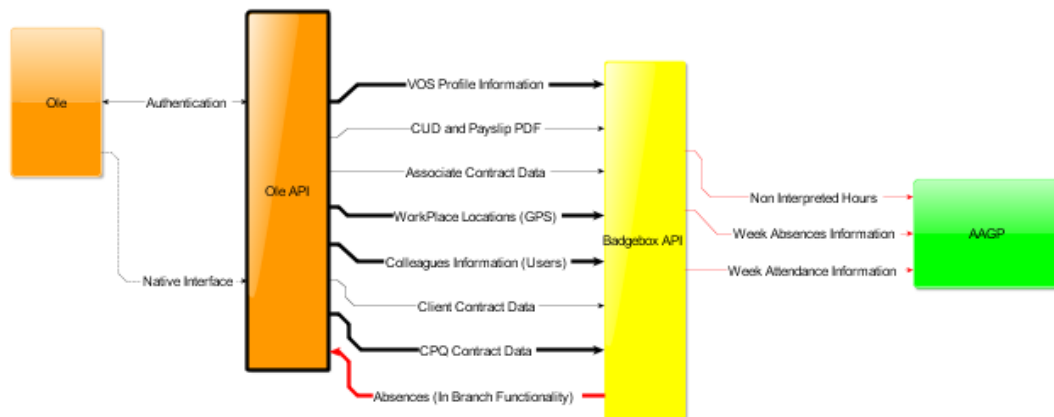 Ole
Authentication
Native Interface
Ole API
VOS Profile Information
CUD and Payslip PDF
Associate Contract Data
WorkPlace Locations (GPS)
Colleagues Information (Users)
Client Contract Data
CPQ Contract Data
Absences (In Branch Functionality)
Badgebox API
Non Interpreted Hours
Week Absences Information
Week Attendance Information
AAGP